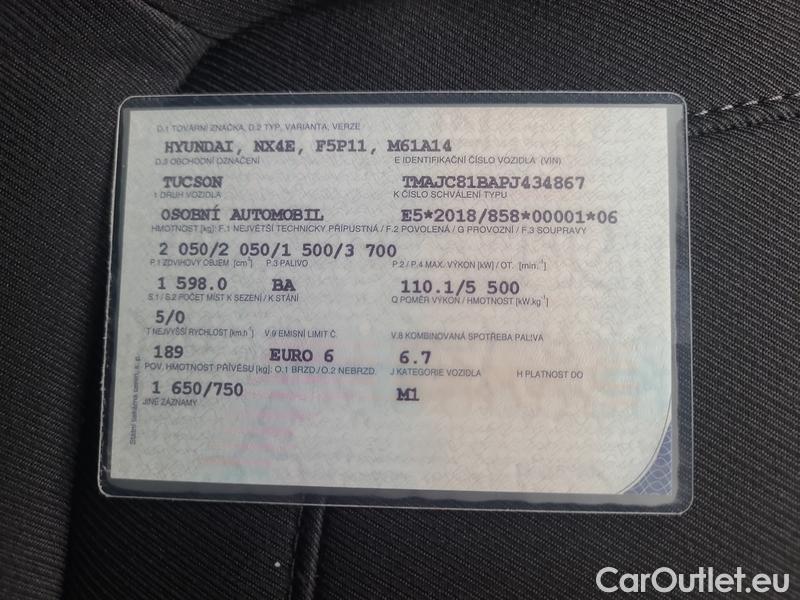 D.1 TOVÁRNÍ ZNAČKA, D.2 TYP, VARIANTA, VERZE
HYUNDAI, NX4E, F5P11, M61A14
D.3 OBCHODNÍ OZNAČENÍ E IDENTIFIKAČNÍ ČÍSLO VOZIDLA (VIN)
TUCSON TMAJC81BAPJ434867
1 DRUH VOZIDLA K ČÍSLO SCHVÁLENÍ TYPU
OSOBNÍ AUTOMOBIL E5*2018/858*00001*06
HMOTNOST [kg]: F.1 NEJVĚTŠÍ TECHNICKY PŘÍPUSTNÁ / F.2 POVOLENÁ / G PROVOZNÍ / F.3 SOUPRAVY
2 050/2 050/1 500/3 700
P.1 ZDVIHOVÝ OBJEM [cm³] P.3 PALIVO P.2 / P.4 MAX. VÝKON [kW] / OT. [min.⁻¹]
1 598.0 BA 110.1/5 500
S.1 / S.2 POČET MÍST K SEZENÍ / K STÁNÍ Q POMĚR VÝKON / HMOTNOST [kW.kg⁻¹]
5/0
T NEJVYŠŠÍ RYCHLOST [km.h⁻¹] V.9 EMISNÍ LIMIT Č. V.8 KOMBINOVANÁ SPOTŘEBA PALIVA
189 EURO 6 6.7
POV. HMOTNOST PŘÍVĚSU [kg]: O.1 BRZD./O.2 NEBRZD. J KATEGORIE VOZIDLA H PLATNOST DO
1 650/750 M1
JINÉ ZÁZNAMY
Státní tiskárna cenin, s. p.
CarOutlet.eu